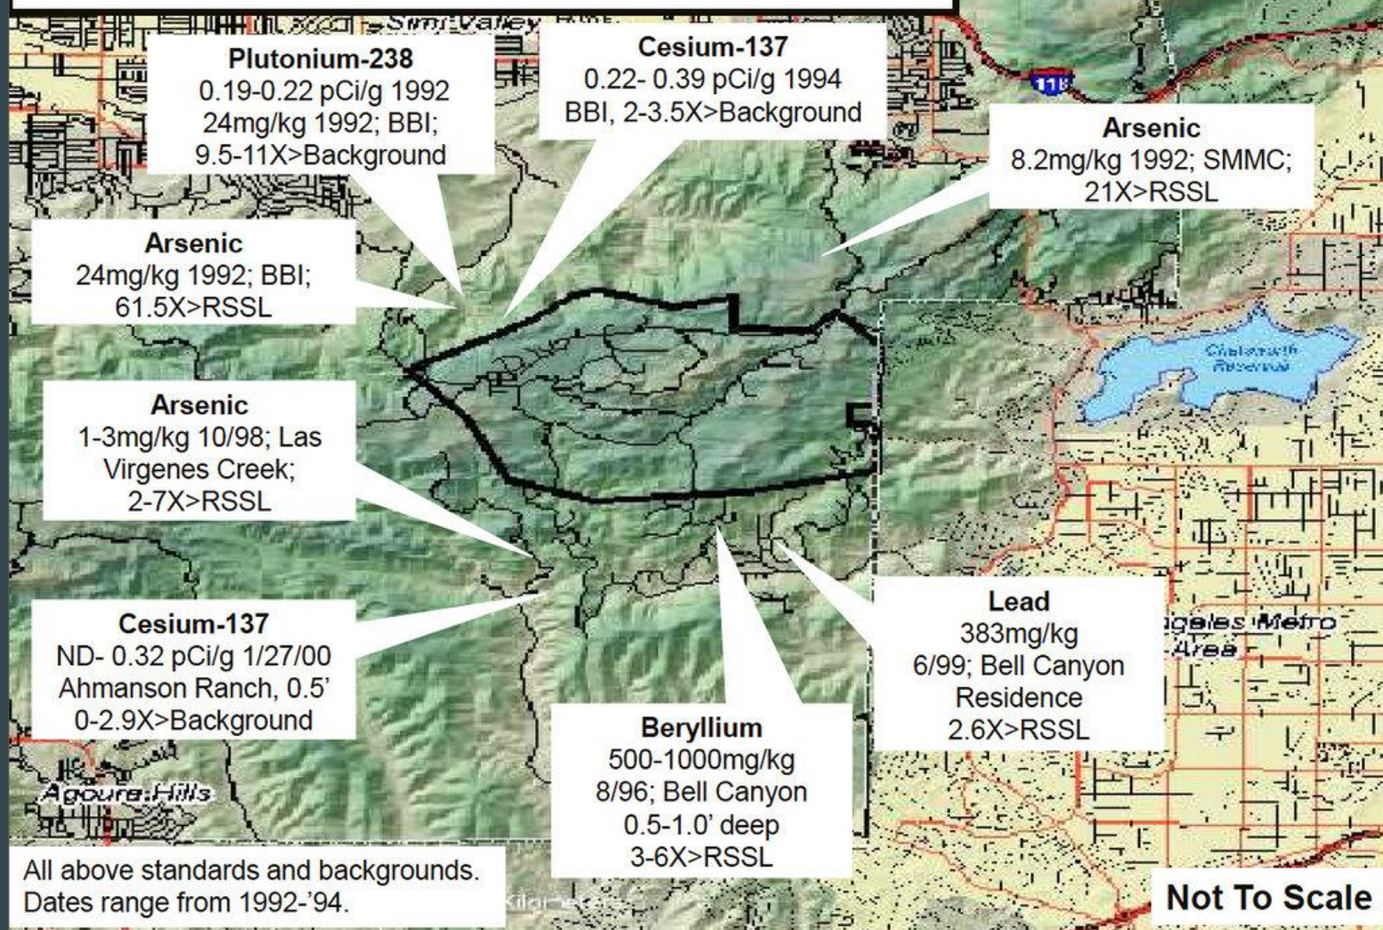 Simi Valley
Plutonium-238
0.19-0.22 pCi/g 1992
24mg/kg 1992; BBI;
9.5-11X>Background
Cesium-137
0.22- 0.39 pCi/g 1994
BBI, 2-3.5X>Background
118
Arsenic
8.2mg/kg 1992; SMMC;
21X>RSSL
Arsenic
24mg/kg 1992; BBI;
61.5X>RSSL
Chatsworth
Reservoir
Arsenic
1-3mg/kg 10/98; Las
Virgenes Creek;
2-7X>RSSL
Cesium-137
ND- 0.32 pCi/g 1/27/00
Ahmanson Ranch, 0.5’
0-2.9X>Background
Lead
383mg/kg
6/99; Bell Canyon
Residence
2.6X>RSSL
ngeles Metro
Area
Beryllium
500-1000mg/kg
8/96; Bell Canyon
0.5-1.0’ deep
3-6X>RSSL
Agoura Hills
All above standards and backgrounds.
Dates range from 1992-’94.
Kilometers
Not To Scale